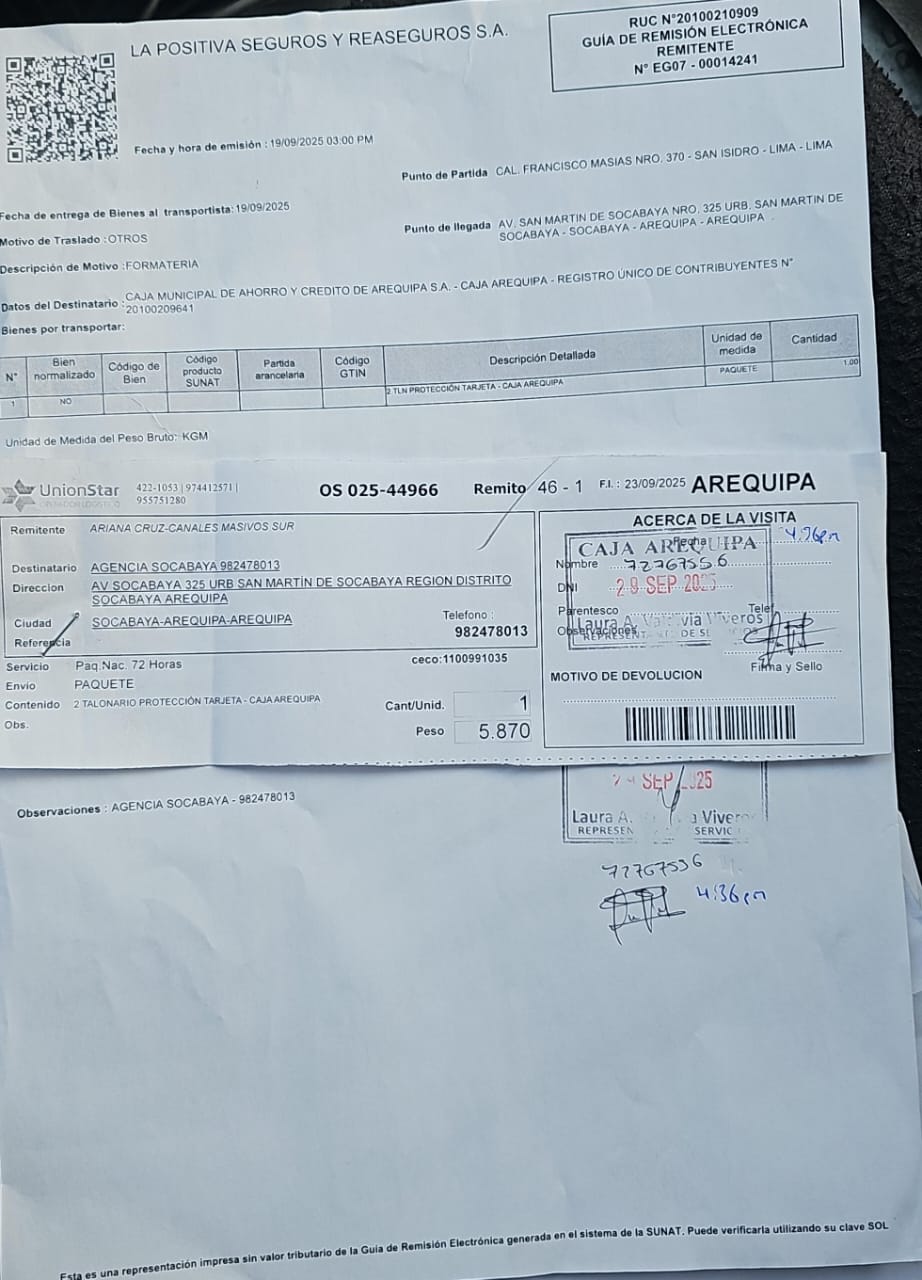 LA POSITIVA SEGUROS Y REASEGUROS S.A.
RUC N°20100210909
GUÍA DE REMISIÓN ELECTRÓNICA
REMITENTE
N° EG07 - 00014241
Fecha y hora de emisión : 19/09/2025 03:00 PM
Punto de Partida CAL. FRANCISCO MASIAS NRO. 370 - SAN ISIDRO - LIMA - LIMA
Fecha de entrega de Bienes al transportista: 19/09/2025
Punto de llegada AV. SAN MARTIN DE SOCABAYA NRO. 325 URB. SAN MARTIN DE
SOCABAYA - SOCABAYA - AREQUIPA - AREQUIPA
Motivo de Traslado : OTROS
Descripción de Motivo : FORMATERIA
Datos del Destinatario : CAJA MUNICIPAL DE AHORRO Y CREDITO DE AREQUIPA S.A. - CAJA AREQUIPA - REGISTRO ÚNICO DE CONTRIBUYENTES N°
20100209641
Bienes por transportar:
N° Bien normalizado Código de Bien Código producto SUNAT Partida arancelaria Código GTIN Descripción Detallada Unidad de medida Cantidad
1 NO 2 TLN PROTECCIÓN TARJETA - CAJA AREQUIPA PAQUETE 1.00
Unidad de Medida del Peso Bruto: KGM
UnionStar 422-1053 | 974412571 |
955751280
OS 025-44966 Remito 46 - 1 F.I. : 23/09/2025 AREQUIPA
Remitente ARIANA CRUZ-CANALES MASIVOS SUR
Destinatario AGENCIA SOCABAYA 982478013
Direccion AV SOCABAYA 325 URB SAN MARTÍN DE SOCABAYA REGION DISTRITO
SOCABAYA AREQUIPA
Ciudad SOCABAYA-AREQUIPA-AREQUIPA
Telefono :
982478013
Referencia
Servicio Paq.Nac. 72 Horas
ceco:1100991035
Envio PAQUETE
Contenido 2 TALONARIO PROTECCIÓN TARJETA - CAJA AREQUIPA
Cant/Unid. 1
Obs.
Peso 5.870
ACERCA DE LA VISITA
CAJA AREQUIPA
Fecha
Nombre 72767556
DNI
SEP 2025
Parentesco
Telef
Laura A. Viveros
Observaciones
REPRESENT DE
Firma y Sello
MOTIVO DE DEVOLUCION
SEP 2025
Laura A. Vivero
REPRESEN SERVIC
Observaciones : AGENCIA SOCABAYA - 982478013
4:36pm
Esta es una representación impresa sin valor tributario de la Guia de Remisión Electrónica generada en el sistema de la SUNAT. Puede verificarla utilizando su clave SOL